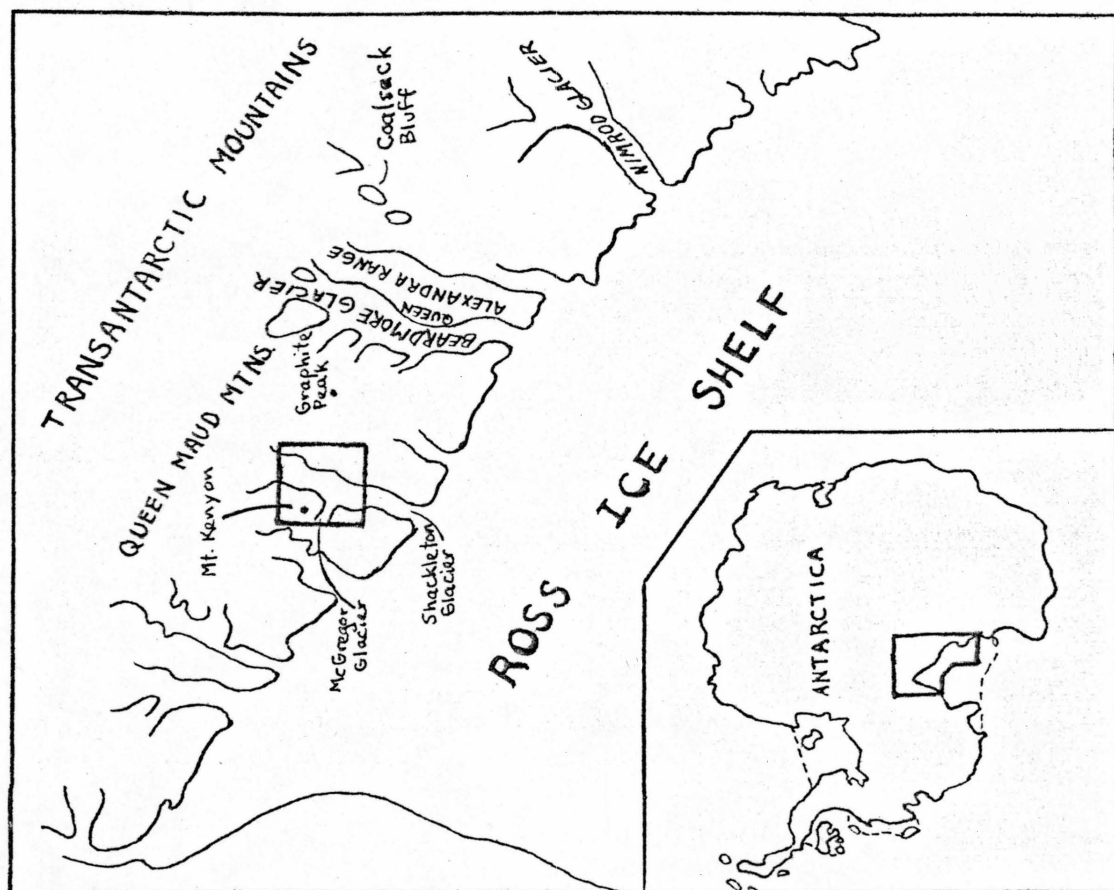 TRANSARCTIC MOUNTAINS
Coalsack
Bluff
NIMROD GLACIER
QUEEN
ALEXANDRA RANGE
BEARDMORE GLACIER
QUEEN MAUD MTNS
Graphite
Peak
Mt. Kenyon
McGregor
Glacier
Shackleton
Glacier
ROSS ICE SHELF
ANTARCTICA